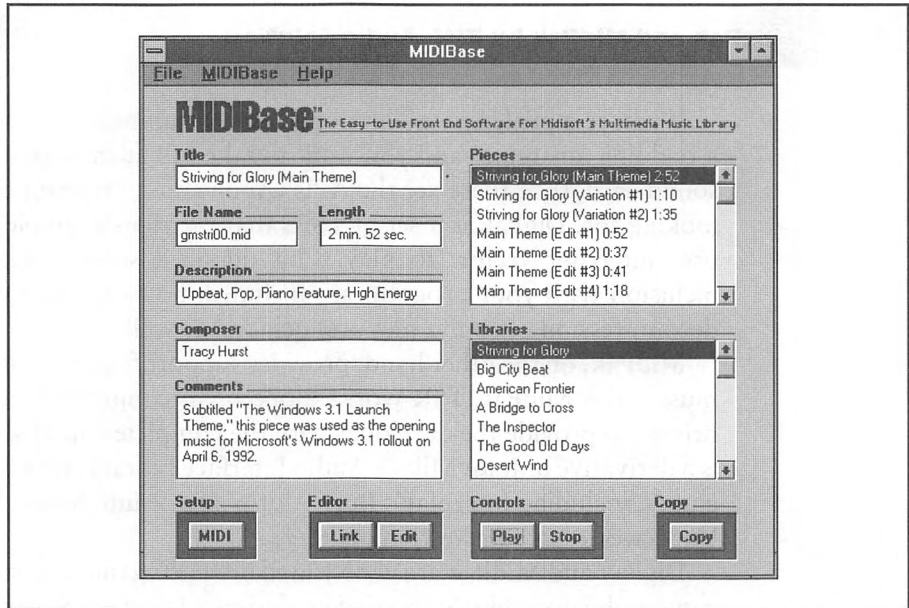 MIDIBase
File MIDIBase Help
MIDIBase™ The Easy-to-Use Front End Software For Midisoft's Multimedia Music Library
Title
Striving for Glory (Main Theme)
File Name Length
gmstri00.mid 2 min. 52 sec.
Description
Upbeat, Pop, Piano Feature, High Energy
Composer
Tracy Hurst
Comments
Subtitled "The Windows 3.1 Launch
Theme," this piece was used as the opening
music for Microsoft's Windows 3.1 rollout on
April 6, 1992.
Pieces
Striving for Glory (Main Theme) 2:52
Striving for Glory (Variation #1) 1:10
Striving for Glory (Variation #2) 1:35
Main Theme (Edit #1) 0:52
Main Theme (Edit #2) 0:37
Main Theme (Edit #3) 0:41
Main Theme (Edit #4) 1:18
Libraries
Striving for Glory
Big City Beat
American Frontier
A Bridge to Cross
The Inspector
The Good Old Days
Desert Wind
Setup Editor Controls Copy
MIDI Link Edit Play Stop Copy